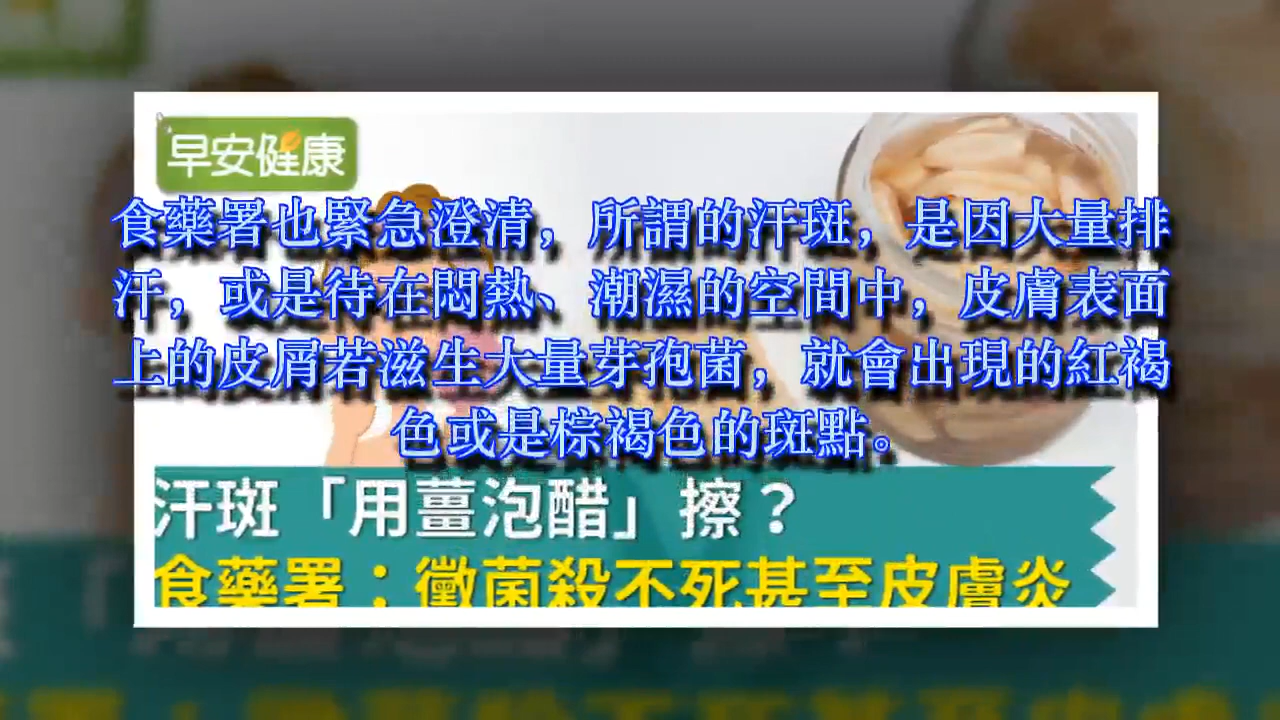 早安健康
食藥署也緊急澄清，所謂的汗斑，是因大量排
汗，或是待在悶熱、潮濕的空間中，皮膚表面
上的皮屑若滋生大量芽孢菌，就會出現的紅褐
色或是棕褐色的斑點。
汗斑「用薑泡醋」擦？
食藥署：黴菌殺不死甚至皮膚炎